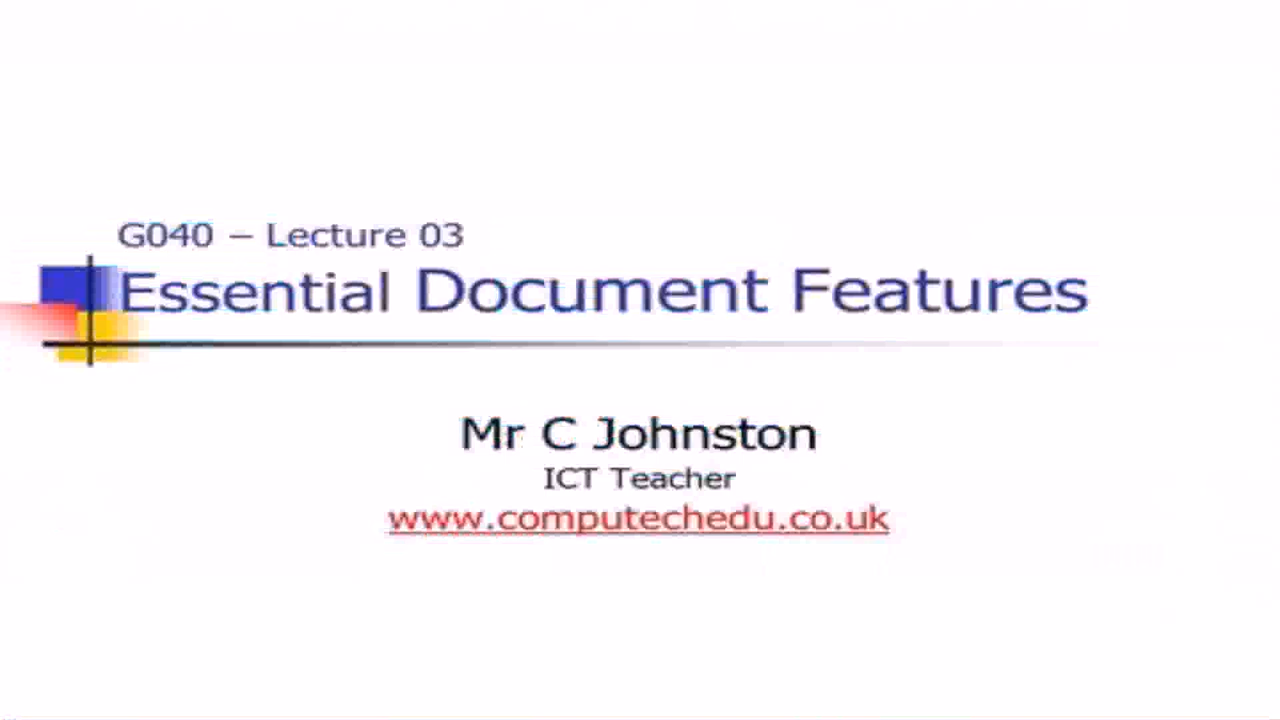 G040 – Lecture 03
Essential Document Features
Mr C Johnston
ICT Teacher
www.computechedu.co.uk